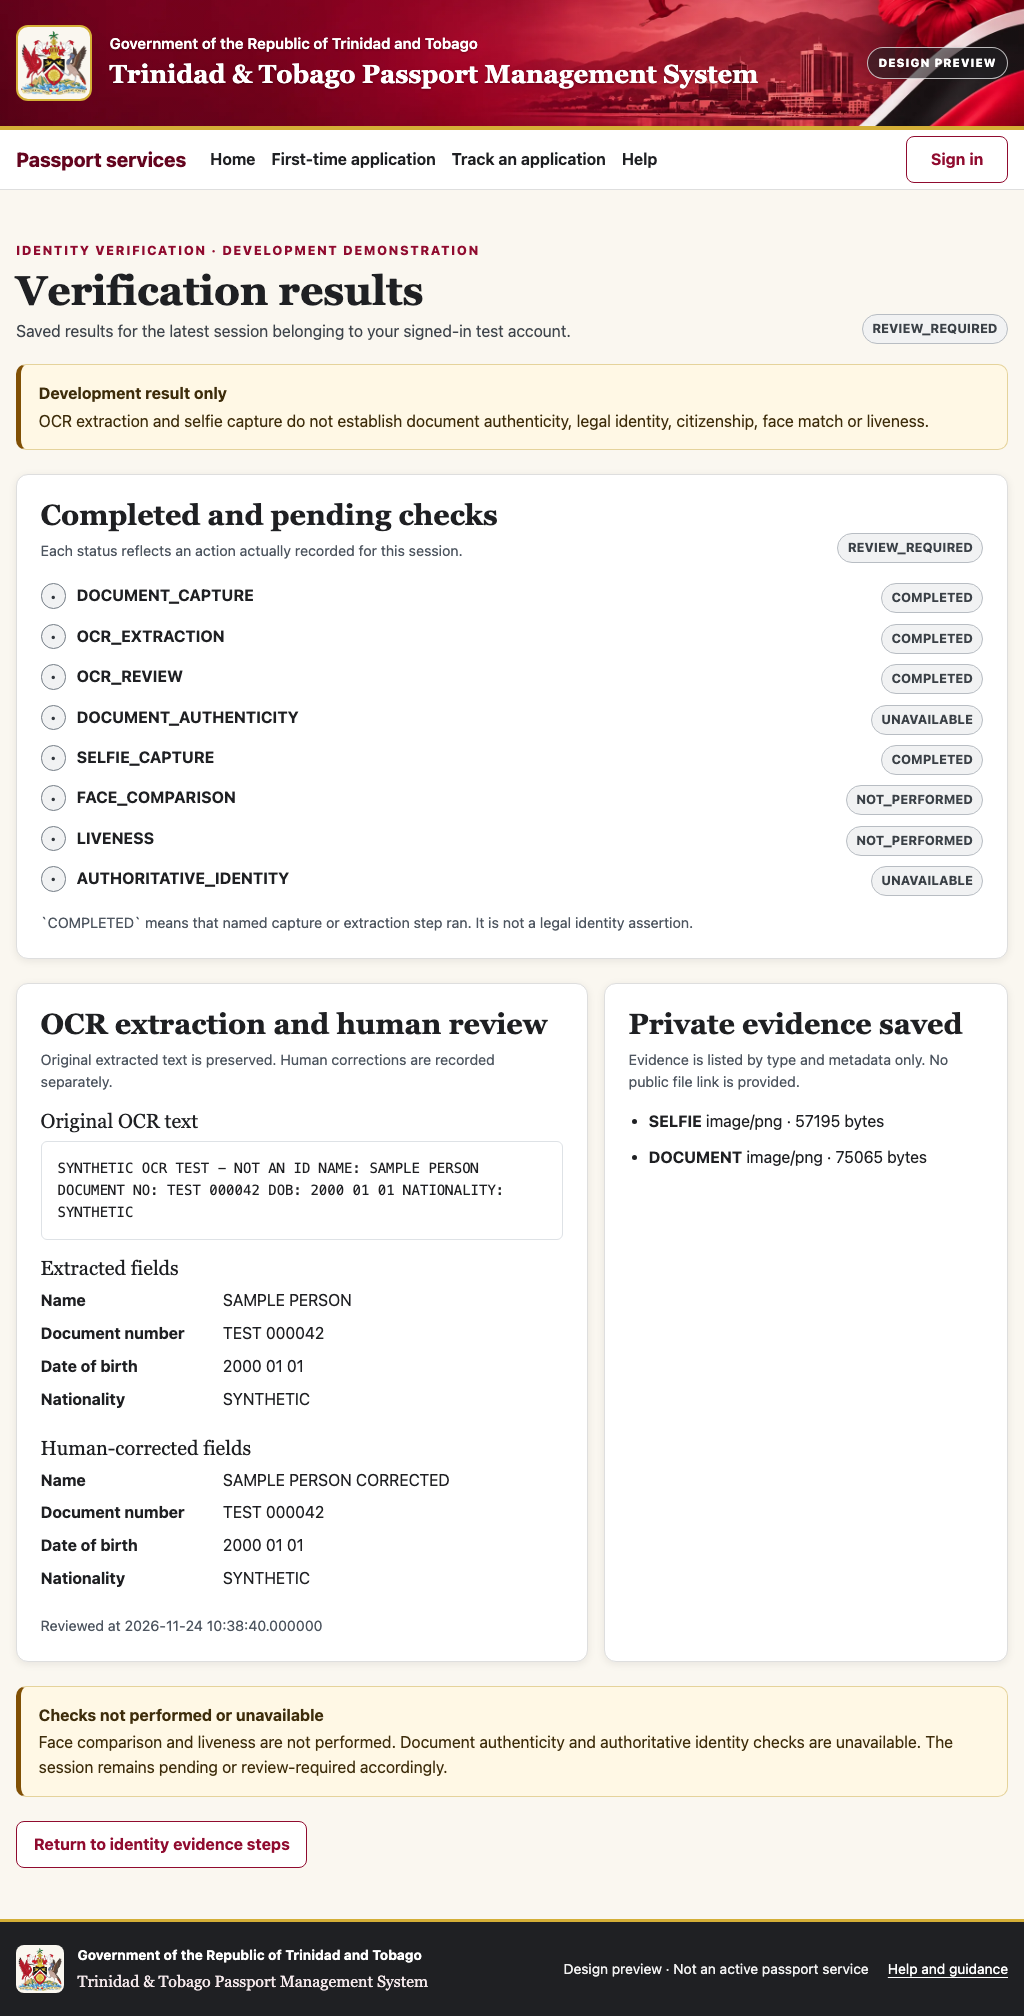 Government of the Republic of Trinidad and Tobago
Trinidad & Tobago Passport Management System
DESIGN PREVIEW
Passport services
Home
First-time application
Track an application
Help
Sign in
IDENTITY VERIFICATION · DEVELOPMENT DEMONSTRATION
Verification results
Saved results for the latest session belonging to your signed-in test account.
REVIEW_REQUIRED
Development result only
OCR extraction and selfie capture do not establish document authenticity, legal identity, citizenship, face match or liveness.
Completed and pending checks
Each status reflects an action actually recorded for this session.
REVIEW_REQUIRED
DOCUMENT_CAPTURE COMPLETED
OCR_EXTRACTION COMPLETED
OCR_REVIEW COMPLETED
DOCUMENT_AUTHENTICITY UNAVAILABLE
SELFIE_CAPTURE COMPLETED
FACE_COMPARISON NOT_PERFORMED
LIVENESS NOT_PERFORMED
AUTHORITATIVE_IDENTITY UNAVAILABLE
`COMPLETED` means that named capture or extraction step ran. It is not a legal identity assertion.
OCR extraction and human review
Original extracted text is preserved. Human corrections are recorded
separately.
Original OCR text
SYNTHETIC OCR TEST — NOT AN ID NAME: SAMPLE PERSON
DOCUMENT NO: TEST 000042 DOB: 2000 01 01 NATIONALITY:
SYNTHETIC
Extracted fields
Name SAMPLE PERSON
Document number TEST 000042
Date of birth 2000 01 01
Nationality SYNTHETIC
Human-corrected fields
Name SAMPLE PERSON CORRECTED
Document number TEST 000042
Date of birth 2000 01 01
Nationality SYNTHETIC
Reviewed at 2026-11-24 10:38:40.000000
Private evidence saved
Evidence is listed by type and metadata only. No
public file link is provided.
• SELFIE image/png · 57195 bytes
• DOCUMENT image/png · 75065 bytes
Checks not performed or unavailable
Face comparison and liveness are not performed. Document authenticity and authoritative identity checks are unavailable. The
session remains pending or review-required accordingly.
Return to identity evidence steps
Government of the Republic of Trinidad and Tobago
Trinidad & Tobago Passport Management System
Design preview · Not an active passport service
Help and guidance